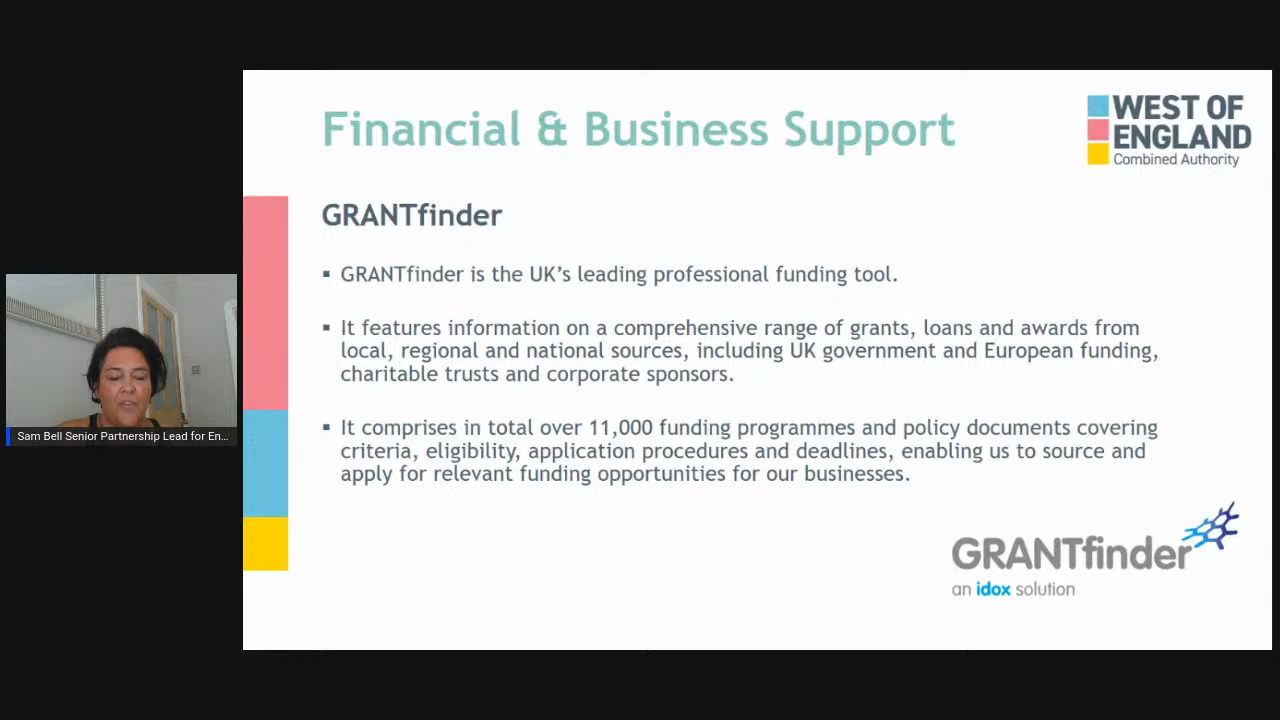 Financial & Business Support
WEST OF
ENGLAND
Combined Authority
GRANTfinder
▪ GRANTfinder is the UK’s leading professional funding tool.
▪ It features information on a comprehensive range of grants, loans and awards from
local, regional and national sources, including UK government and European funding,
charitable trusts and corporate sponsors.
▪ It comprises in total over 11,000 funding programmes and policy documents covering
criteria, eligibility, application procedures and deadlines, enabling us to source and
apply for relevant funding opportunities for our businesses.
GRANTfinder
an idox solution
Sam Bell Senior Partnership Lead for En...